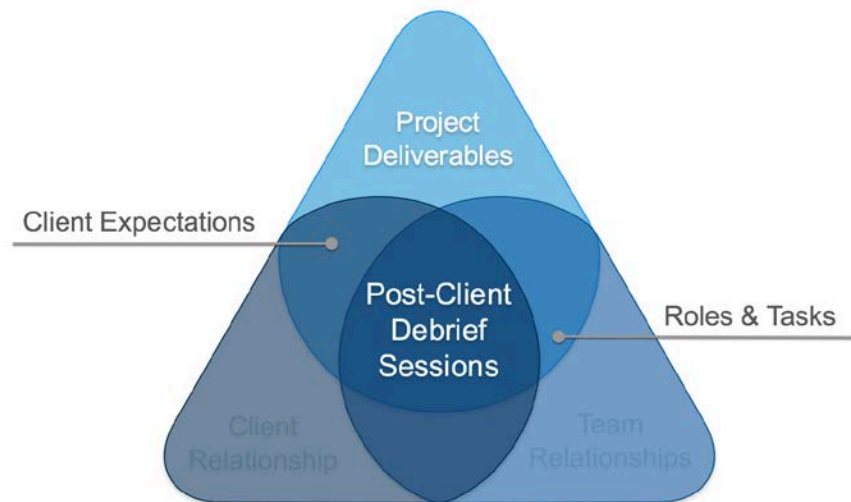 Project
Deliverables
Client Expectations
Post-Client
Debrief
Sessions
Roles & Tasks
Client
Relationship
Team
Relationships